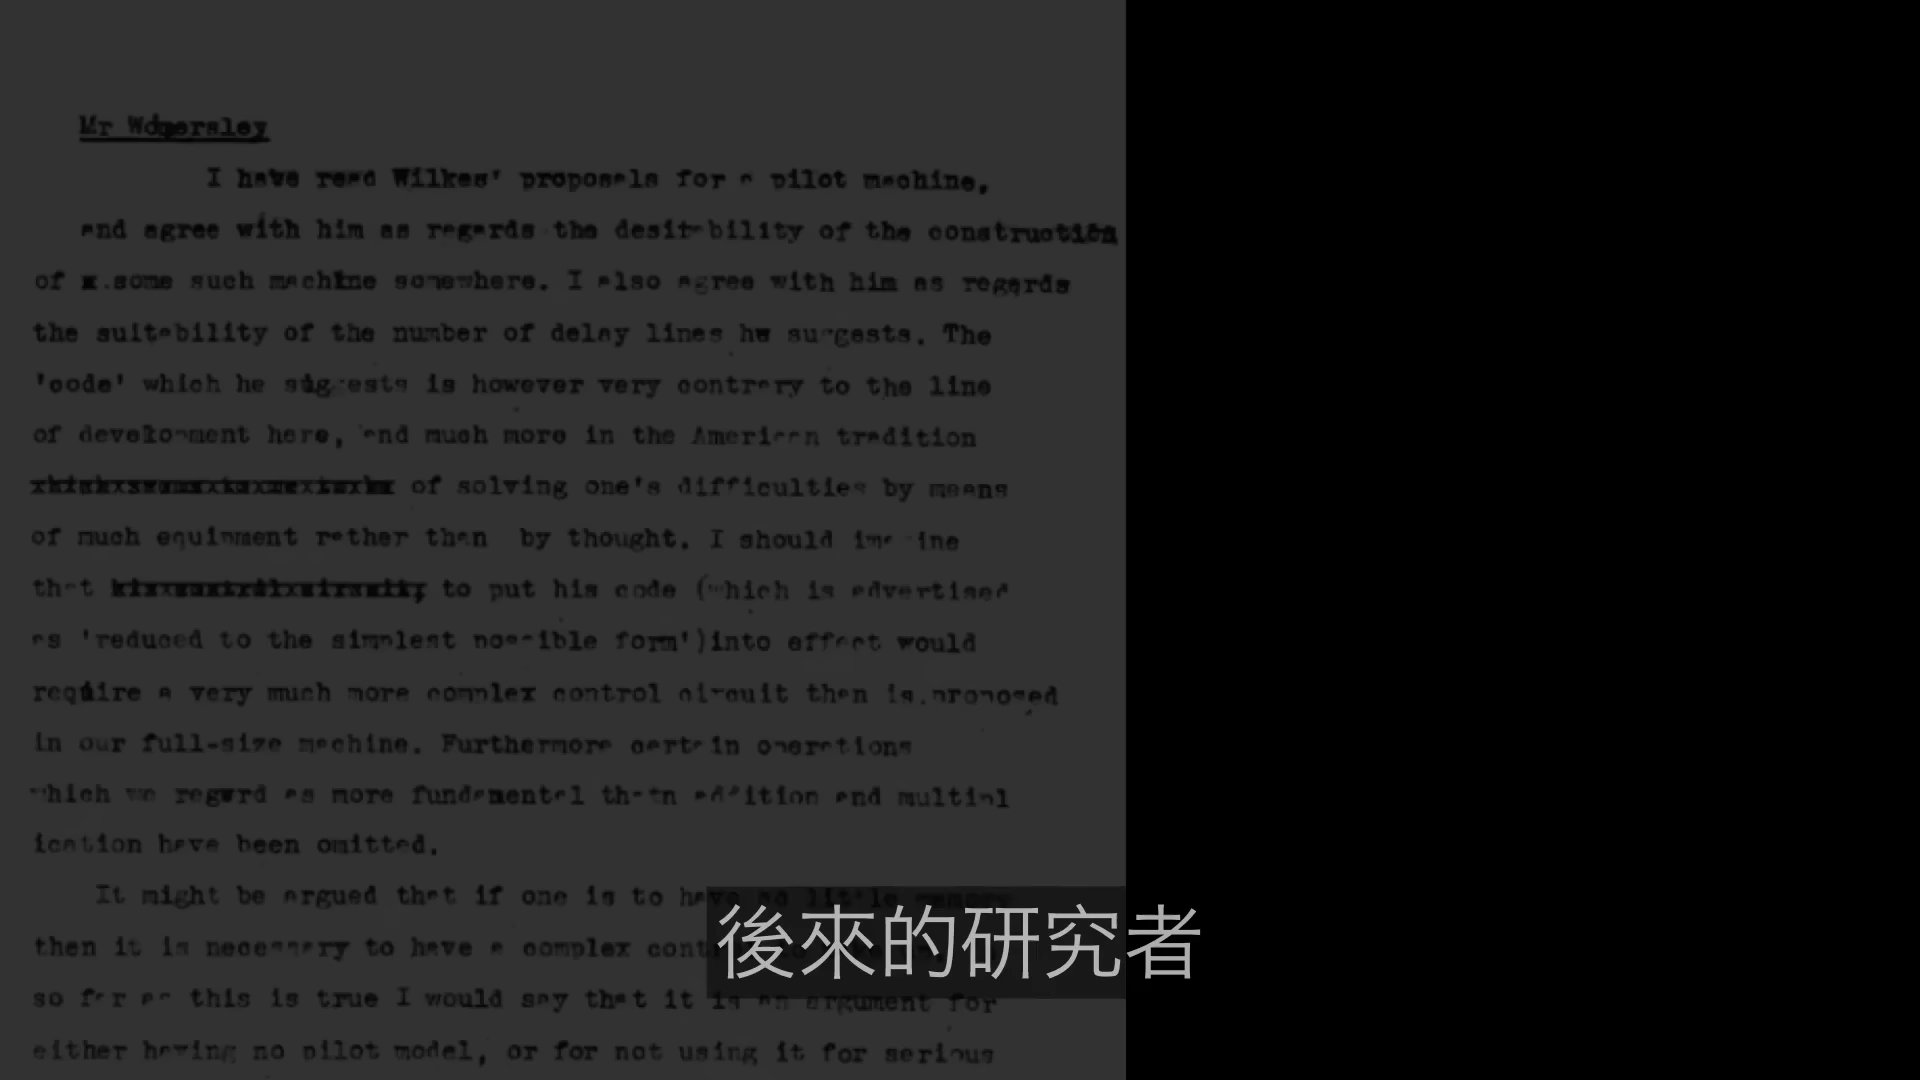 Mr Womersley
I have read Wilkes' proposals for a pilot machine,
and agree with him as regards the desirability of the construction
of x.some such machine somewhere. I also agree with him as regards
the suitability of the number of delay lines he suggests. The
'code' which he suggests is however very contrary to the line
of development here, and much more in the American tradition
of solving one's difficulties by means
of much equipment rather than by thought. I should imagine
that to put his code (which is advertised
as 'reduced to the simplest possible form')into effect would
require a very much more complex control circuit than is.proposed
in our full-size machine. Furthermore certain operations
which we regard as more fundamental than addition and multipl
ication have been omitted.
It might be argued that if one is to have so little memory
then it is necessary to have a complex
so far as this is true I would say that it is an argument for
either having no pilot model, or for not using it for serious
後來的研究者